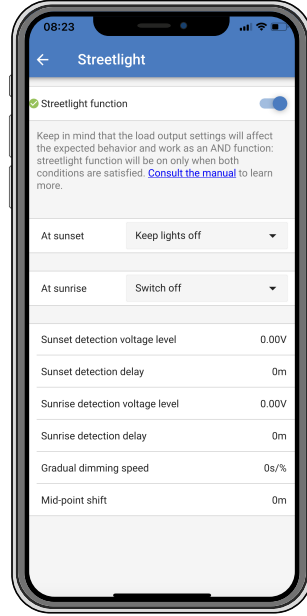 08:23
Streetlight
Streetlight function
Keep in mind that the load output settings will affect
the expected behavior and work as an AND function:
streetlight function will be on only when both
conditions are satisfied. Consult the manual to learn
more.
At sunset Keep lights off
At sunrise Switch off
Sunset detection voltage level 0.00V
Sunset detection delay 0m
Sunrise detection voltage level 0.00V
Sunrise detection delay 0m
Gradual dimming speed 0s/%
Mid-point shift 0m